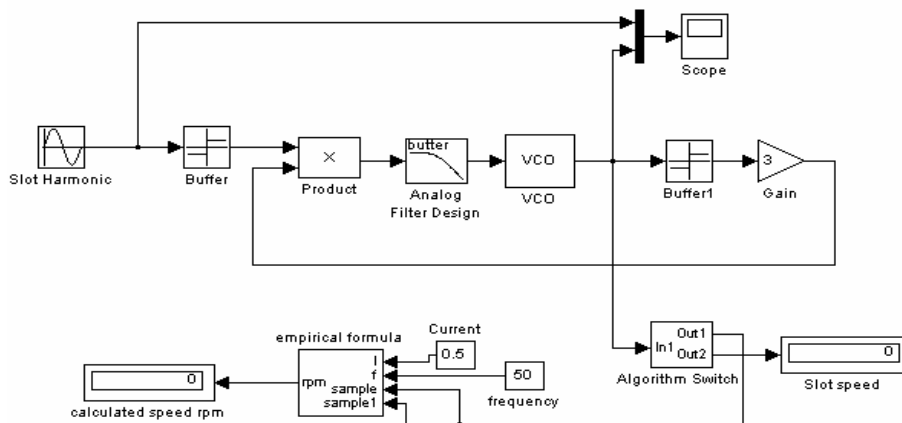 Scope
Slot Harmonic
Buffer
×
Product
butter
Analog
Filter Design
VCO
VCO
Buffer1
3
Gain
empirical formula
rpm
I
f
sample
sample1
Current
0.5
50
frequency
In1
Out1
Out2
Algorithm Switch
0
Slot speed
0
calculated speed rpm